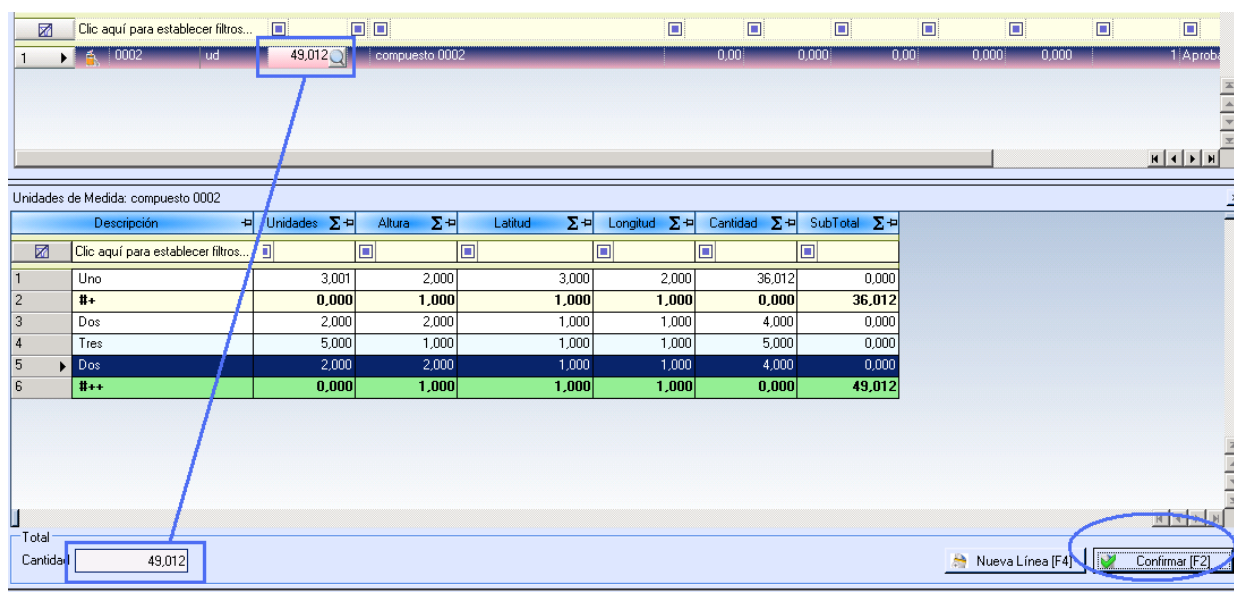 Clic aquí para establecer filtros...
1 0002 ud 49,012 compuesto 0002 0,00 0,000 0,00 0,000 0,000 1 Aproba
Unidades de Medida: compuesto 0002
Descripción Unidades Σ Altura Σ Latitud Σ Longitud Σ Cantidad Σ SubTotal Σ
Clic aquí para establecer filtros...
1 Uno 3,001 2,000 3,000 2,000 36,012 0,000
2 #+ 0,000 1,000 1,000 1,000 0,000 36,012
3 Dos 2,000 2,000 1,000 1,000 4,000 0,000
4 Tres 5,000 1,000 1,000 1,000 5,000 0,000
5 Dos 2,000 2,000 1,000 1,000 4,000 0,000
6 #++ 0,000 1,000 1,000 1,000 0,000 49,012
Total
Cantidad 49,012 Nueva Línea [F4] Confirmar [F2]